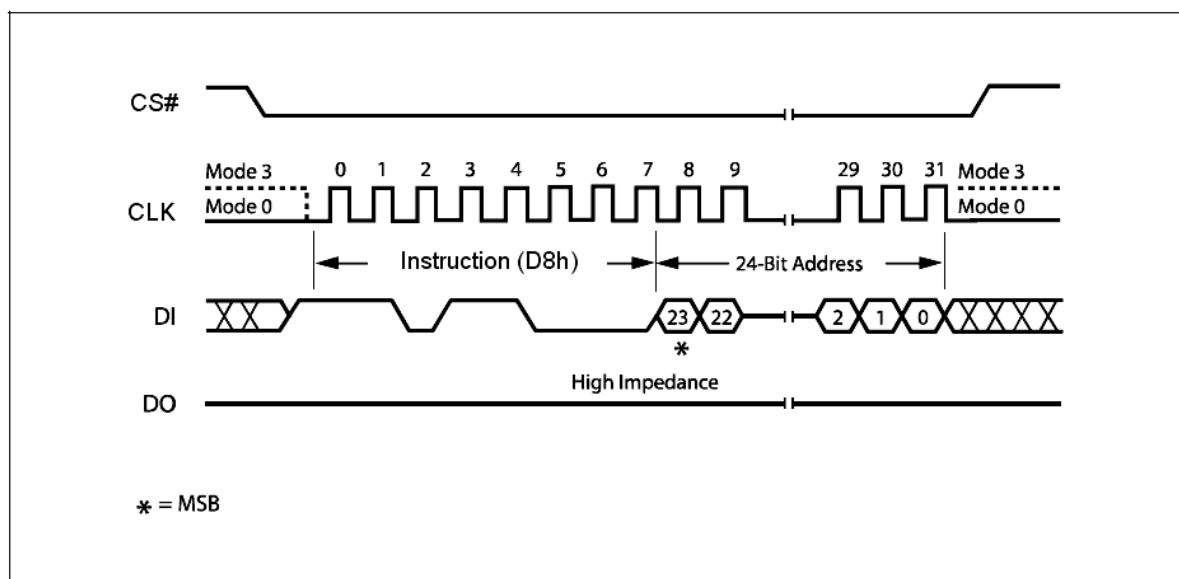 CS#
Mode 3
0 1 2 3 4 5 6 7 8 9 29 30 31
Mode 3
CLK
Mode 0
Mode 0
Instruction (D8h)
24-Bit Address
DI
23 22 2 1 0
*
High Impedance
DO
* = MSB